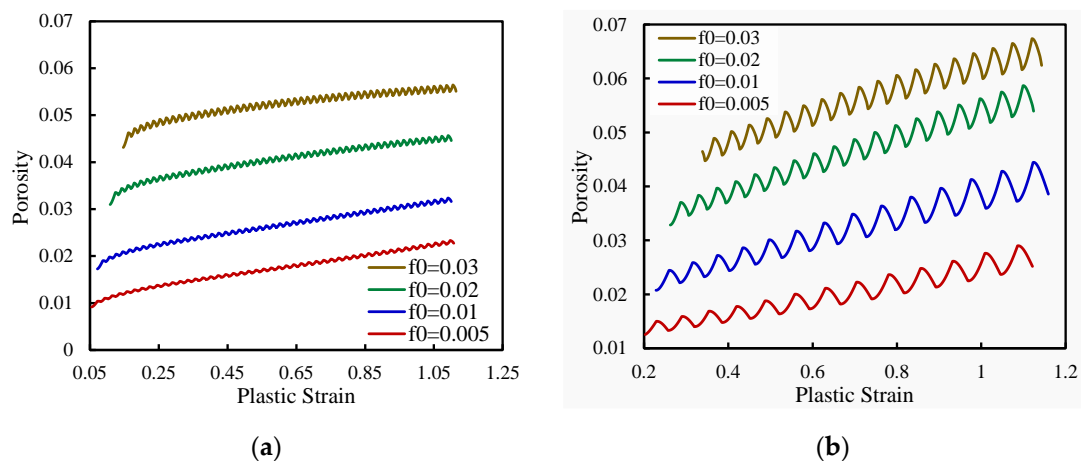 0.07
0.06
0.05
0.04
0.03
0.02
0.01
0
Porosity
f0=0.03
f0=0.02
f0=0.01
f0=0.005
0.05 0.25 0.45 0.65 0.85 1.05 1.25
Plastic Strain
(a)
0.07
0.06
0.05
0.04
0.03
0.02
0.01
Porosity
f0=0.03
f0=0.02
f0=0.01
f0=0.005
0.2 0.4 0.6 0.8 1 1.2
Plastic Strain
(b)